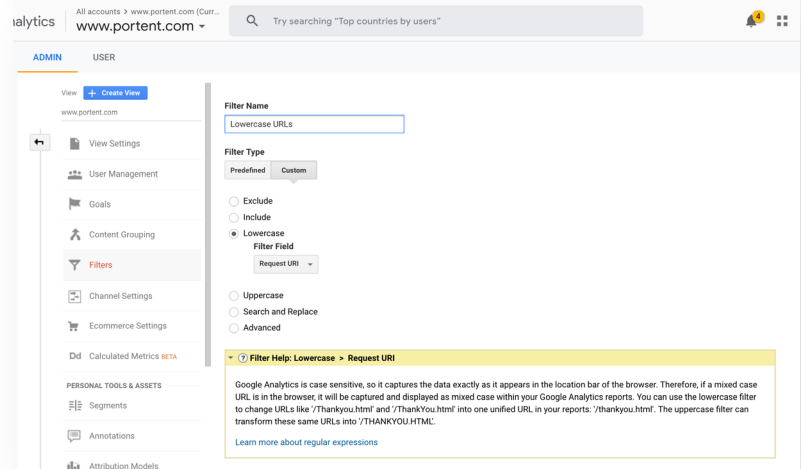 alytics
All accounts > www.portent.com (Curr...
www.portent.com
Try searching "Top countries by users"
4
ADMIN
USER
View
+ Create View
www.portent.com
View Settings
User Management
Goals
Content Grouping
Filters
Channel Settings
Ecommerce Settings
Dd Calculated Metrics BETA
PERSONAL TOOLS & ASSETS
Segments
Annotations
Attribution Models
Filter Name
Lowercase URLs
Filter Type
Predefined
Custom
Exclude
Include
Lowercase
Filter Field
Request URI
Uppercase
Search and Replace
Advanced
? Filter Help: Lowercase > Request URI
Google Analytics is case sensitive, so it captures the data exactly as it appears in the location bar of the browser. Therefore, if a mixed case
URL is in the browser, it will be captured and displayed as mixed case within your Google Analytics reports. You can use the lowercase filter
to change URLs like '/Thankyou.html' and '/ThankYou.html' into one unified URL in your reports: '/thankyou.html'. The uppercase filter can
transform these same URLs into '/THANKYOU.HTML'.
Learn more about regular expressions